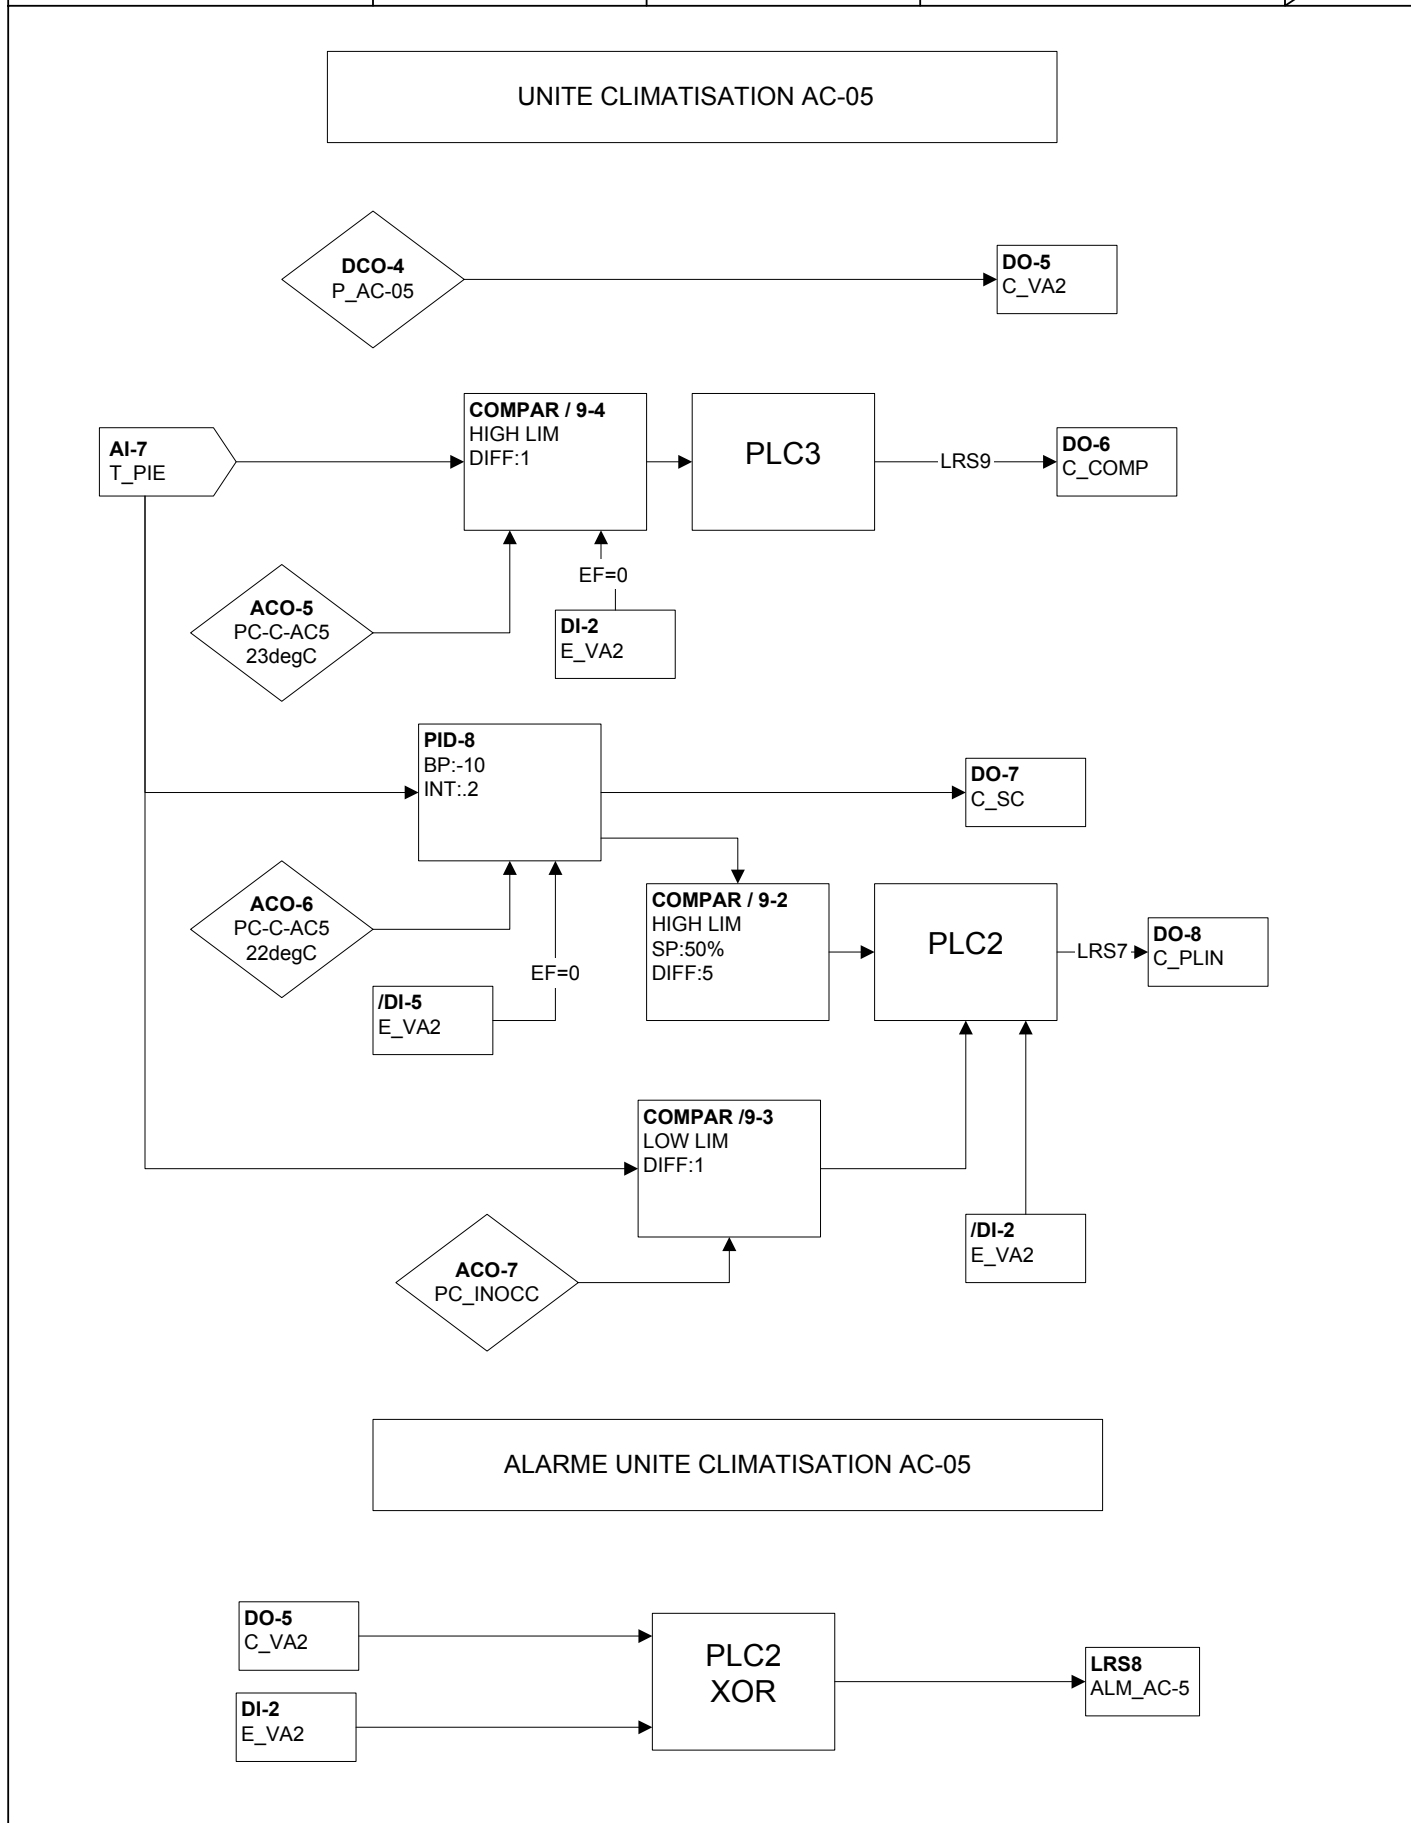 UNITE CLIMATISATION AC-05
DCO-4
P_AC-05
DO-5
C_VA2
AI-7
T_PIE
COMPAR / 9-4
HIGH LIM
DIFF:1
PLC3
LRS9
DO-6
C_COMP
ACO-5
PC-C-AC5
23degC
EF=0
DI-2
E_VA2
PID-8
BP:-10
INT:.2
DO-7
C_SC
ACO-6
PC-C-AC5
22degC
EF=0
/DI-5
E_VA2
COMPAR / 9-2
HIGH LIM
SP:50%
DIFF:5
PLC2
LRS7
DO-8
C_PLIN
COMPAR /9-3
LOW LIM
DIFF:1
ACO-7
PC_INOCC
/DI-2
E_VA2
ALARME UNITE CLIMATISATION AC-05
DO-5
C_VA2
DI-2
E_VA2
PLC2
XOR
LRS8
ALM_AC-5